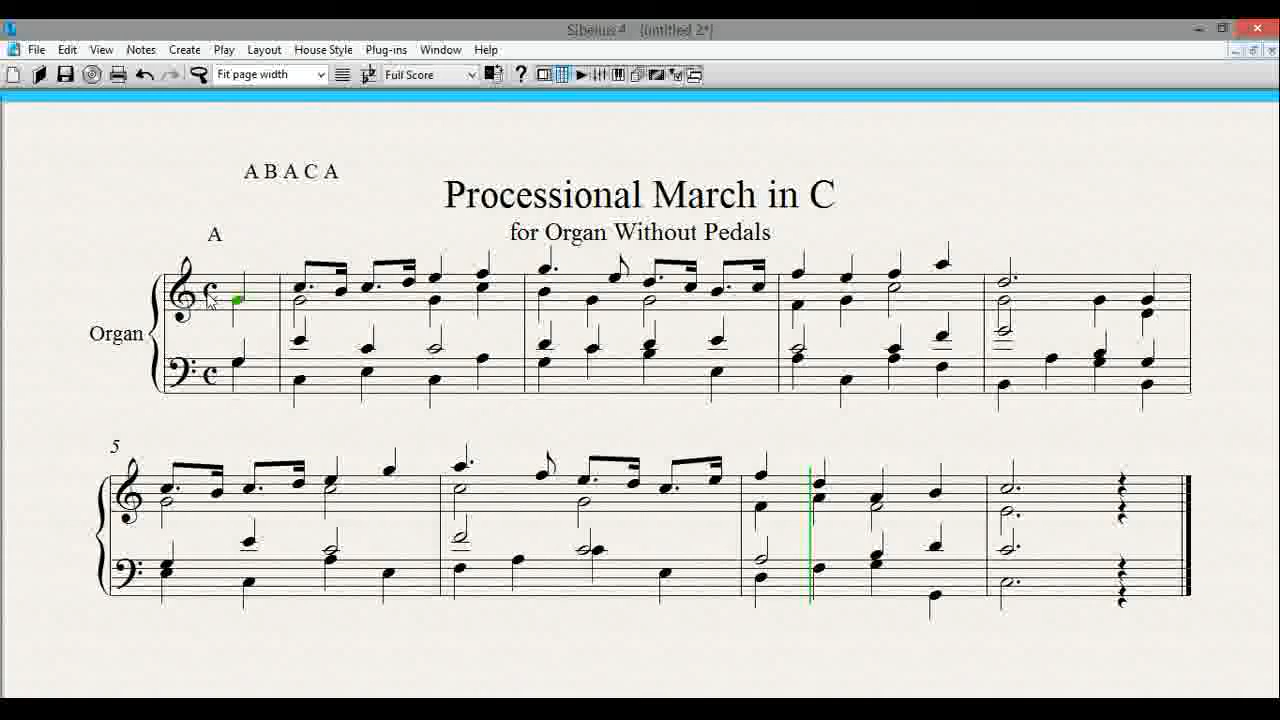 Sibelius 4 - [untitled 2*]
File Edit View Notes Create Play Layout House Style Plug-ins Window Help
Fit page width Full Score
A B A C A
Processional March in C
for Organ Without Pedals
A
Organ
5